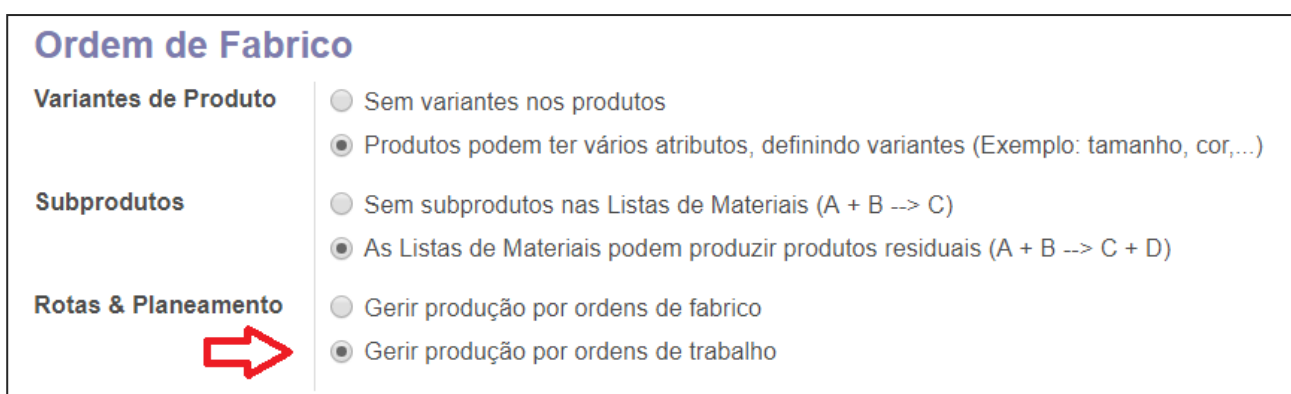 Ordem de Fabrico
Variantes de Produto
Sem variantes nos produtos
Produtos podem ter vários atributos, definindo variantes (Exemplo: tamanho, cor,...)
Subprodutos
Sem subprodutos nas Listas de Materiais (A + B --> C)
As Listas de Materiais podem produzir produtos residuais (A + B --> C + D)
Rotas & Planeamento
Gerir produção por ordens de fabrico
Gerir produção por ordens de trabalho